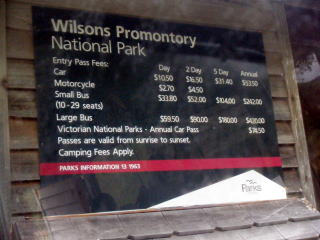 Wilsons Promontory
National Park
Entry Pass Fees: Day 2 Day 5 Day Annual
Car $10.50 $16.50 $31.40 $53.50
Motorcycle $2.70 $4.50
Small Bus $33.80 $52.00 $104.00 $242.00
(10-29 seats)
Large Bus $59.50 $90.00 $180.00
Victorian National Parks - Annual Car Pass $74.50
Passes are valid from sunrise to sunset.
Camping Fees Apply.
PARKS INFORMATION 13 1963
Parks